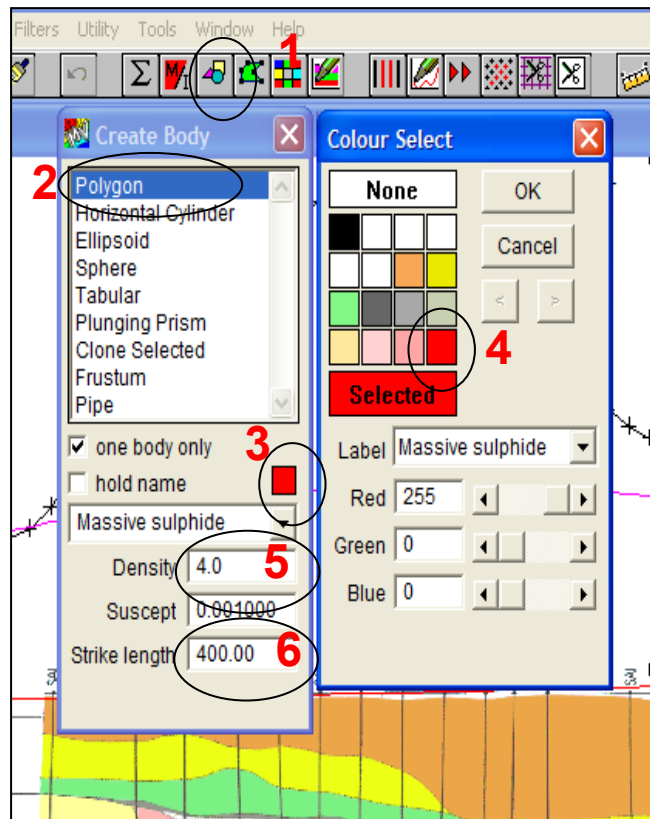 Filters Utility Tools Window Help
1
Σ M/I
Create Body
2
Polygon
Horizontal Cylinder
Ellipsoid
Sphere
Tabular
Plunging Prism
Clone Selected
Frustum
Pipe
one body only
3
hold name
Massive sulphide
Density 4.0 5
Suscept 0.001000
Strike length 400.00 6
Colour Select
None
OK
Cancel
< >
4
Selected
Label Massive sulphide
Red 255
Green 0
Blue 0